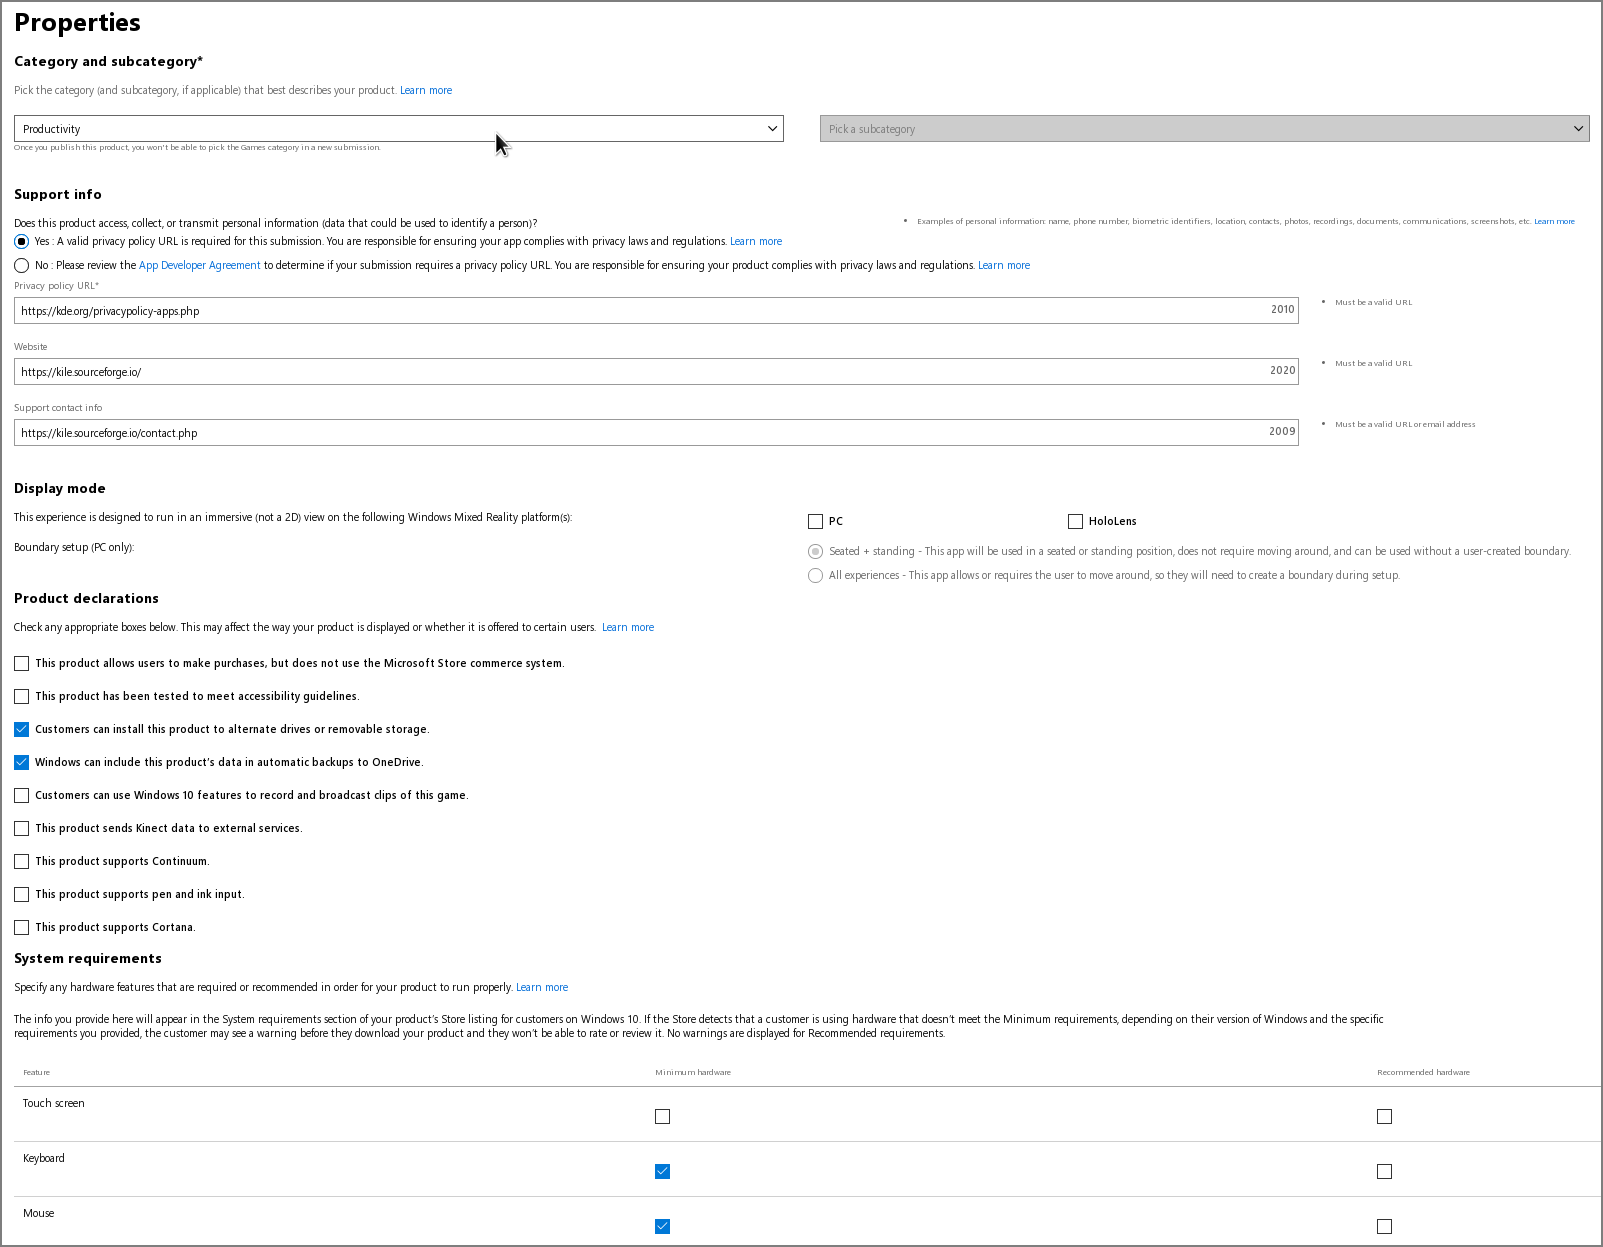 Properties
Category and subcategory*
Pick the category (and subcategory, if applicable) that best describes your product. Learn more
Productivity
Pick a subcategory
Once you publish this product, you won't be able to pick the Games category in a new submission.
Support info
Does this product access, collect, or transmit personal information (data that could be used to identify a person)?
• Examples of personal information: name, phone number, biometric identifiers, location, contacts, photos, recordings, documents, communications, screenshots, etc. Learn more
Yes : A valid privacy policy URL is required for this submission. You are responsible for ensuring your app complies with privacy laws and regulations. Learn more
No : Please review the App Developer Agreement to determine if your submission requires a privacy policy URL. You are responsible for ensuring your product complies with privacy laws and regulations. Learn more
Privacy policy URL*
https://kde.org/privacypolicy-apps.php 2010
• Must be a valid URL
Website
https://kile.sourceforge.io/ 2020
• Must be a valid URL
Support contact info
https://kile.sourceforge.io/contact.php 2009
• Must be a valid URL or email address
Display mode
This experience is designed to run in an immersive (not a 2D) view on the following Windows Mixed Reality platform(s):
PC
HoloLens
Boundary setup (PC only):
Seated + standing - This app will be used in a seated or standing position, does not require moving around, and can be used without a user-created boundary.
All experiences - This app allows or requires the user to move around, so they will need to create a boundary during setup.
Product declarations
Check any appropriate boxes below. This may affect the way your product is displayed or whether it is offered to certain users. Learn more
This product allows users to make purchases, but does not use the Microsoft Store commerce system.
This product has been tested to meet accessibility guidelines.
Customers can install this product to alternate drives or removable storage.
Windows can include this product's data in automatic backups to OneDrive.
Customers can use Windows 10 features to record and broadcast clips of this game.
This product sends Kinect data to external services.
This product supports Continuum.
This product supports pen and ink input.
This product supports Cortana.
System requirements
Specify any hardware features that are required or recommended in order for your product to run properly. Learn more
The info you provide here will appear in the System requirements section of your product's Store listing for customers on Windows 10. If the Store detects that a customer is using hardware that doesn't meet the Minimum requirements, depending on their version of Windows and the specific
requirements you provided, the customer may see a warning before they download your product and they won't be able to rate or review it. No warnings are displayed for Recommended requirements.
Feature Minimum hardware Recommended hardware
Touch screen
Keyboard
Mouse